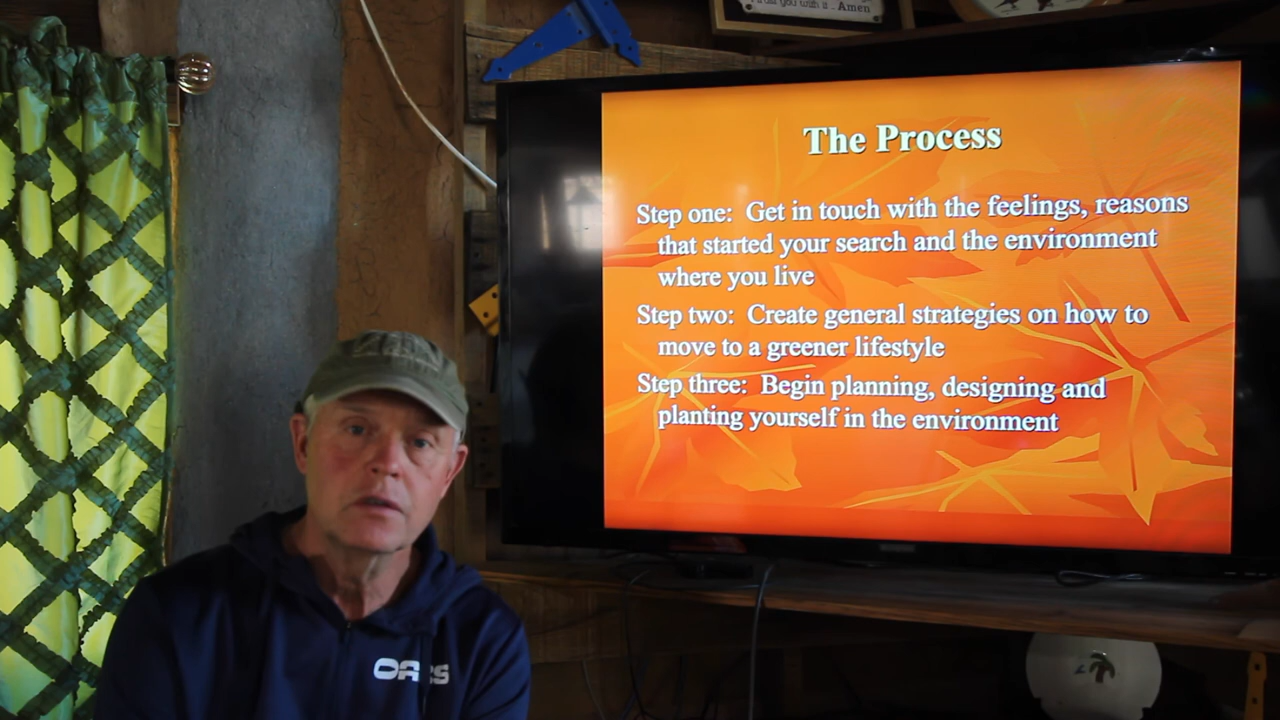 with it .. Amen
The Process
Step one: Get in touch with the feelings, reasons
that started your search and the environment
where you live
Step two: Create general strategies on how to
move to a greener lifestyle
Step three: Begin planning, designing and
planting yourself in the environment